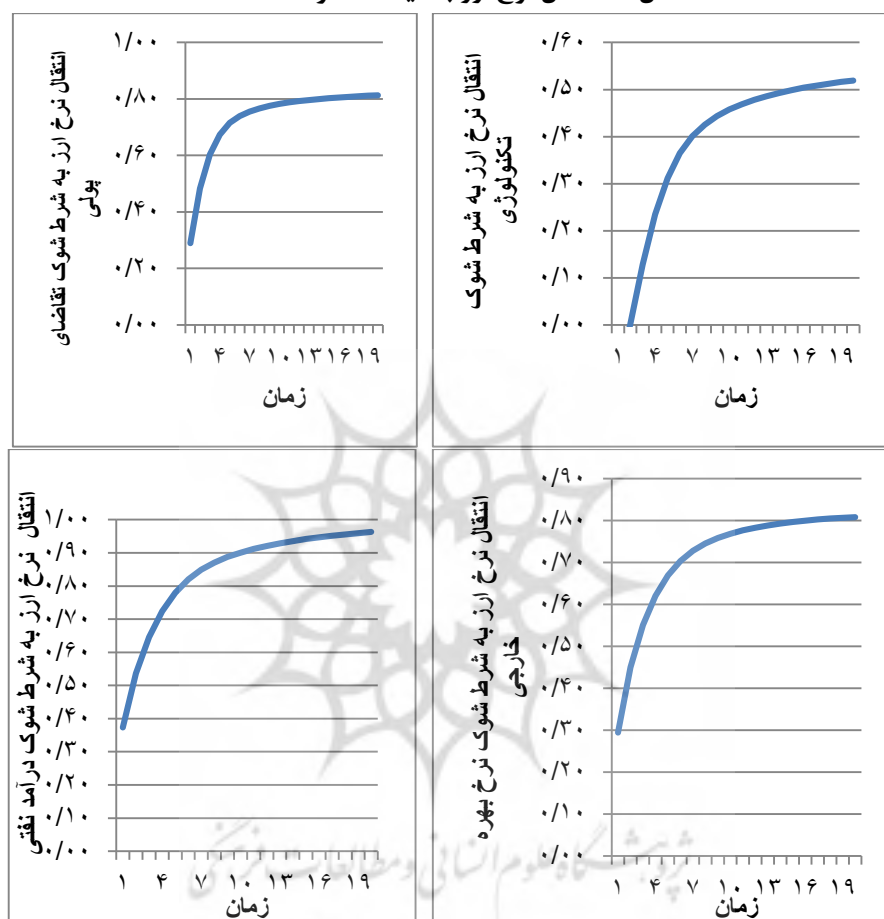 ۱/۰۰
۰/۸۰
۰/۶۰
۰/۴۰
۰/۲۰
۰/۰۰
انتقال نرخ ارز به شرط شوک تقاضای
پولی
۱ ۴ ۷ ۱۰ ۱۳ ۱۶ ۱۹
زمان
۰/۶۰
۰/۵۰
۰/۴۰
۰/۳۰
۰/۲۰
۰/۱۰
۰/۰۰
انتقال نرخ ارز به شرط شوک
تکنولوژی
۱ ۴ ۷ ۱۰ ۱۳ ۱۶ ۱۹
زمان
۱/۰۰
۰/۹۰
۰/۸۰
۰/۷۰
۰/۶۰
۰/۵۰
۰/۴۰
۰/۳۰
۰/۲۰
۰/۱۰
۰/۰۰
انتقال نرخ ارز به شرط شوک درآمد نفتی
۱ ۴ ۷ ۱۰ ۱۳ ۱۶ ۱۹
زمان
۰/۹۰
۰/۸۰
۰/۷۰
۰/۶۰
۰/۵۰
۰/۴۰
۰/۳۰
۰/۲۰
۰/۱۰
۰/۰۰
انتقال نرخ ارز به شرط شوک نرخ بهره
خارجی
۱ ۴ ۷ ۱۰ ۱۳ ۱۶ ۱۹
زمان
پژوهشگاه علوم انسانی و مطالعات فرهنگی